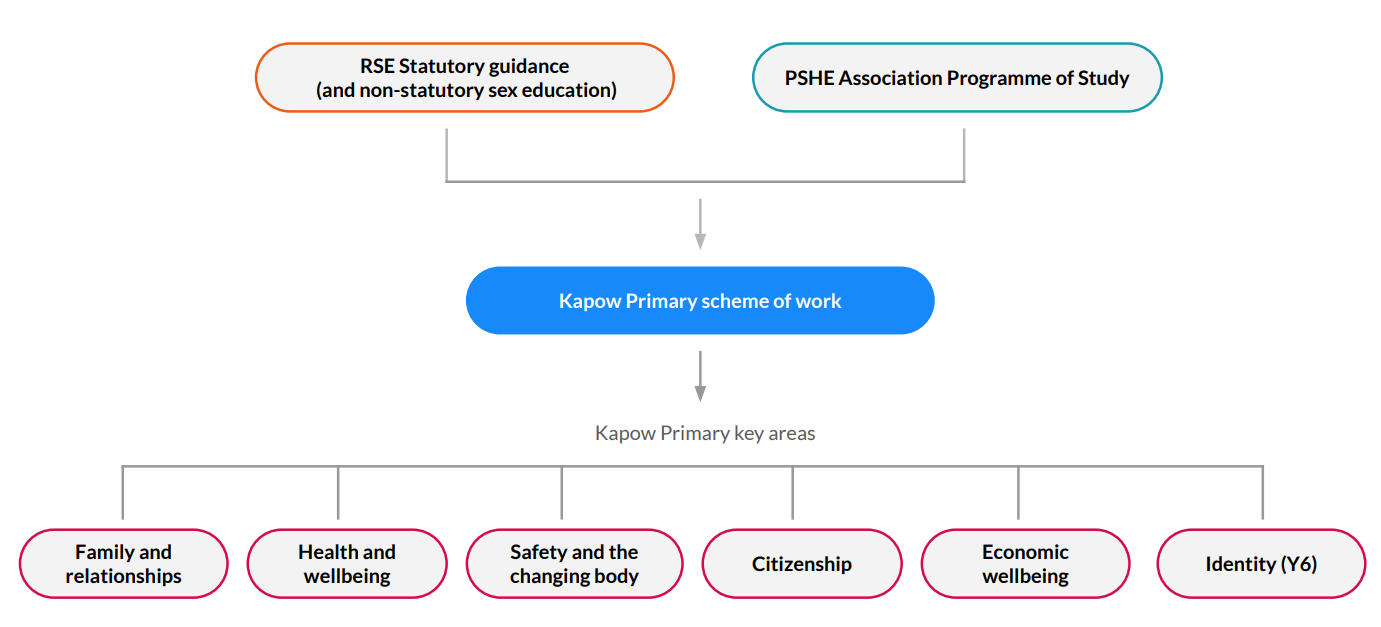 RSE Statutory guidance
(and non-statutory sex education)
PSHE Association Programme of Study
Kapow Primary scheme of work
Kapow Primary key areas
Family and
relationships
Health and
wellbeing
Safety and the
changing body
Citizenship
Economic
wellbeing
Identity (Y6)